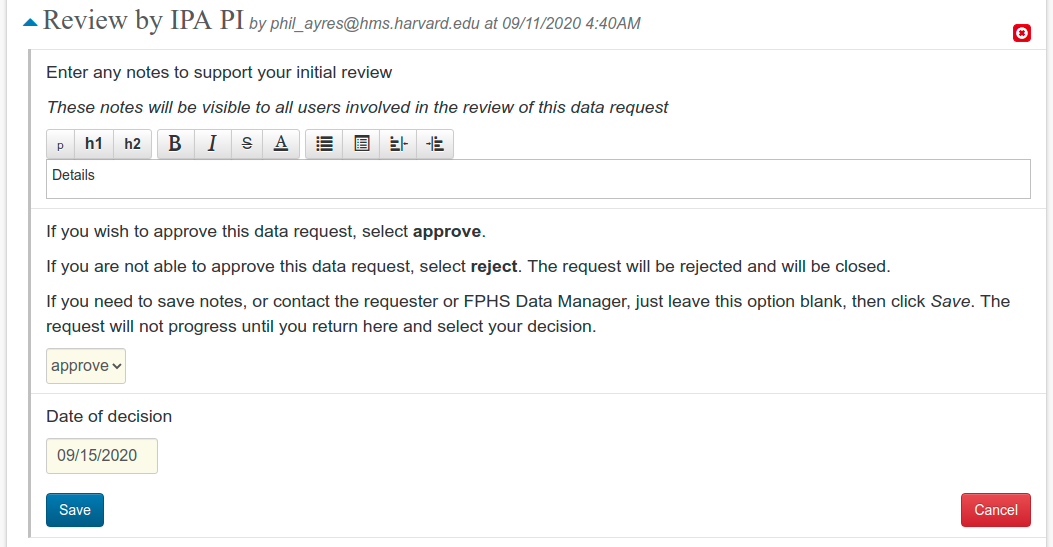 Review by IPA PI by phil_ayres@hms.harvard.edu at 09/11/2020 4:40AM
Enter any notes to support your initial review
These notes will be visible to all users involved in the review of this data request
p h1 h2 B I S A
Details
If you wish to approve this data request, select approve.
If you are not able to approve this data request, select reject. The request will be rejected and will be closed.
If you need to save notes, or contact the requester or FPHS Data Manager, just leave this option blank, then click Save. The
request will not progress until you return here and select your decision.
approve
Date of decision
09/15/2020
Save Cancel